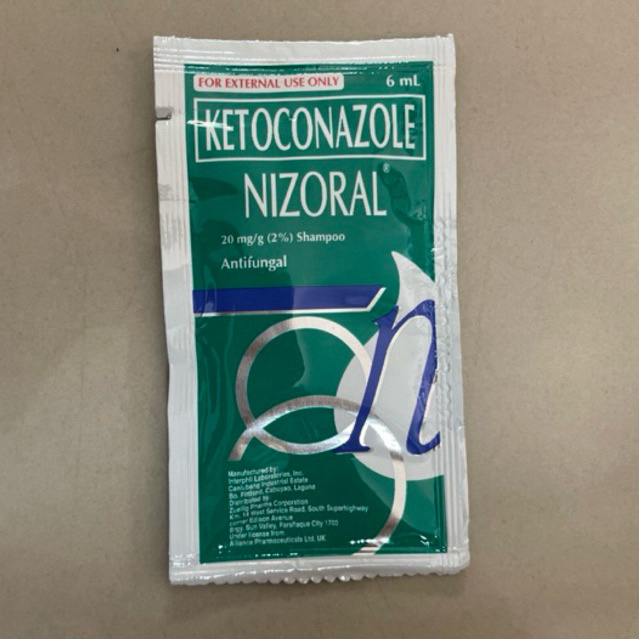 FOR EXTERNAL USE ONLY 6 mL
KETOCONAZOLE
NIZORAL®
20 mg/g (2%) Shampoo
Antifungal
n
Manufactured by:
Interphil Laboratories, Inc.
Canlubang Industrial Estate
Bo. Pittland, Cabuyao, Laguna
Distributed by
Zuellig Pharma Corporation
Km. 14 West Service Road, South Superhighway
corner Edison Avenue
Brgy. Sun Valley, Parañaque City 1700
Under license from
Alliance Pharmaceuticals Ltd, UK